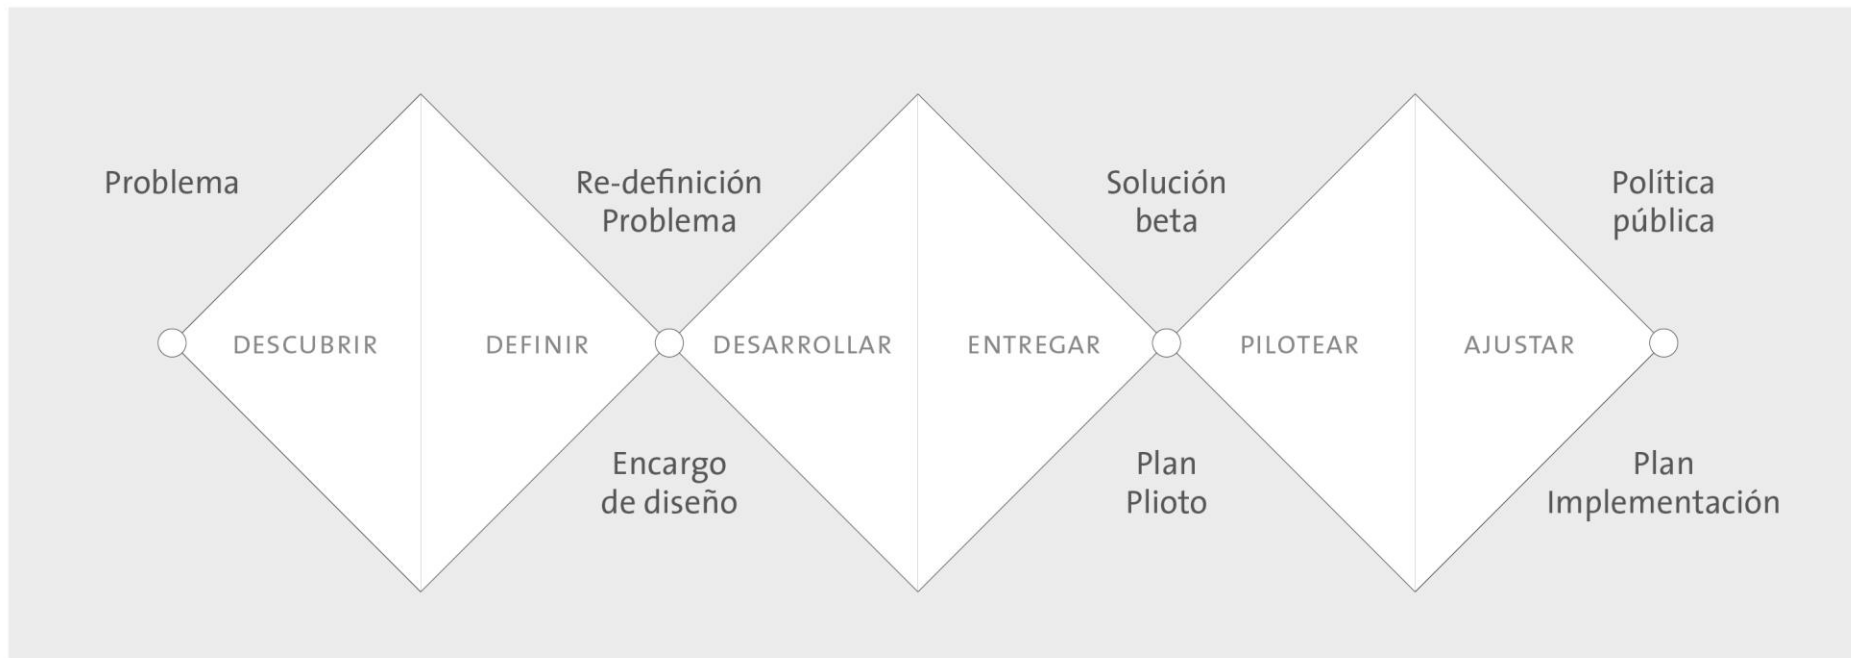 Problema
Re-definición
Problema
Solución
beta
Política
pública
DESCUBRIR
DEFINIR
DESARROLLAR
ENTREGAR
PILOTEAR
AJUSTAR
Encargo
de diseño
Plan
Plioto
Plan
Implementación